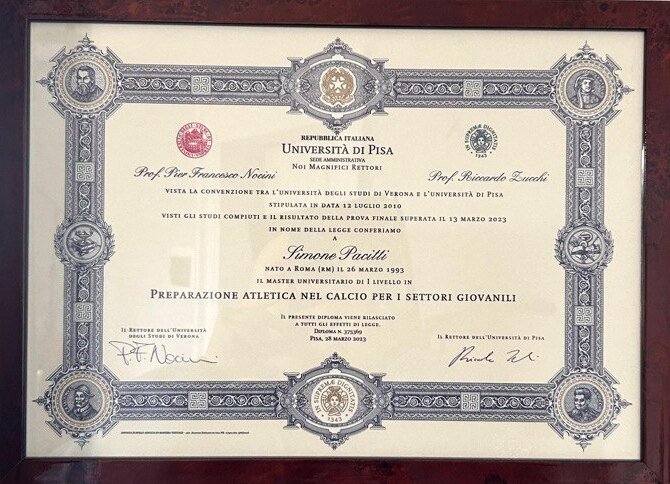 REPUBBLICA ITALIANA
UNIVERSITÀ DI PISA
SEDE AMMINISTRATIVA
NOI MAGNIFICI RETTORI
Prof. Pier Francesco Nocini
Prof. Riccardo Zucchi
VISTA LA CONVENZIONE TRA L'UNIVERSITÀ DEGLI STUDI DI VERONA E L'UNIVERSITÀ DI PISA
STIPULATA IN DATA 12 LUGLIO 2010
VISTI GLI STUDI COMPIUTI E IL RISULTATO DELLA PROVA FINALE SUPERATA IL 13 MARZO 2023
IN NOME DELLA LEGGE CONFERIAMO
A
Simone Pacitti
NATO A ROMA (RM) IL 26 MARZO 1993
IL MASTER UNIVERSITARIO DI I LIVELLO IN
PREPARAZIONE ATLETICA NEL CALCIO PER I SETTORI GIOVANILI
IL PRESENTE DIPLOMA VIENE RILASCIATO
A TUTTI GLI EFFETTI DI LEGGE.
DIPLOMA N. 375369
PISA, 28 MARZO 2023
IL RETTORE DELL'UNIVERSITÀ
DEGLI STUDI DI VERONA
IL RETTORE DELL'UNIVERSITÀ DI PISA
IN SUPREMÆ DIGNITATIS
1343